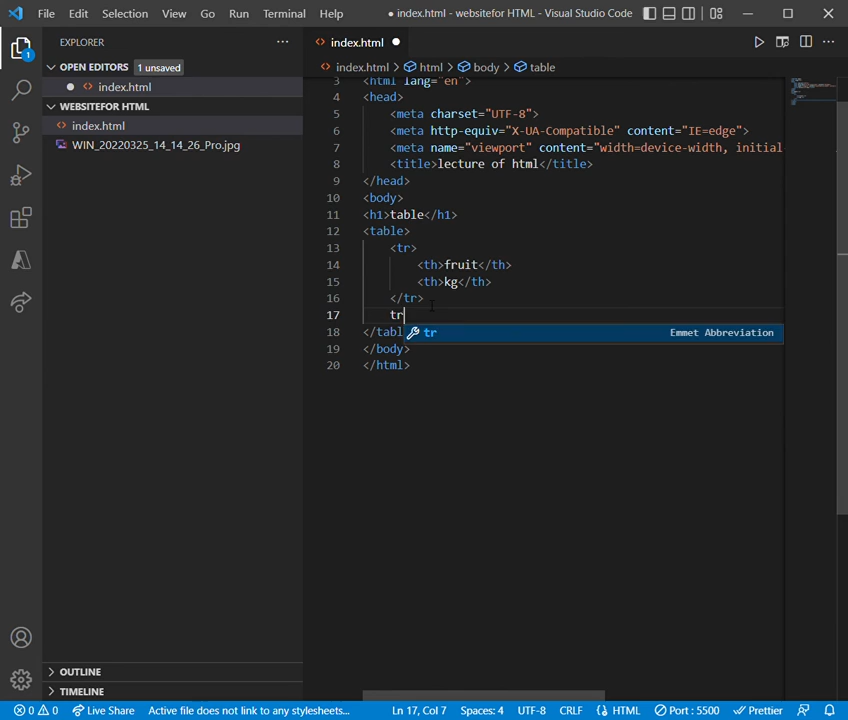 File Edit Selection View Go Run Terminal Help • index.html - websitefor HTML - Visual Studio Code
EXPLORER ...
OPEN EDITORS 1 unsaved
<> index.html
WEBSITEFOR HTML
<> index.html
WIN_20220325_14_14_26_Pro.jpg
OUTLINE
TIMELINE
1
<> index.html
<> index.html > html > body > table
3 <html lang="en">
4 <head>
5 <meta charset="UTF-8">
6 <meta http-equiv="X-UA-Compatible" content="IE=edge">
7 <meta name="viewport" content="width=device-width, initial
8 <title>lecture of html</title>
9 </head>
10 <body>
11 <h1>table</h1>
12 <table>
13 <tr>
14 <th>fruit</th>
15 <th>kg</th>
16 </tr>
17 tr
tr Emmet Abbreviation
18 </tabl
19 </body>
20 </html>
0 0 Live Share Active file does not link to any stylesheets... Ln 17, Col 7 Spaces: 4 UTF-8 CRLF HTML Port : 5500 Prettier